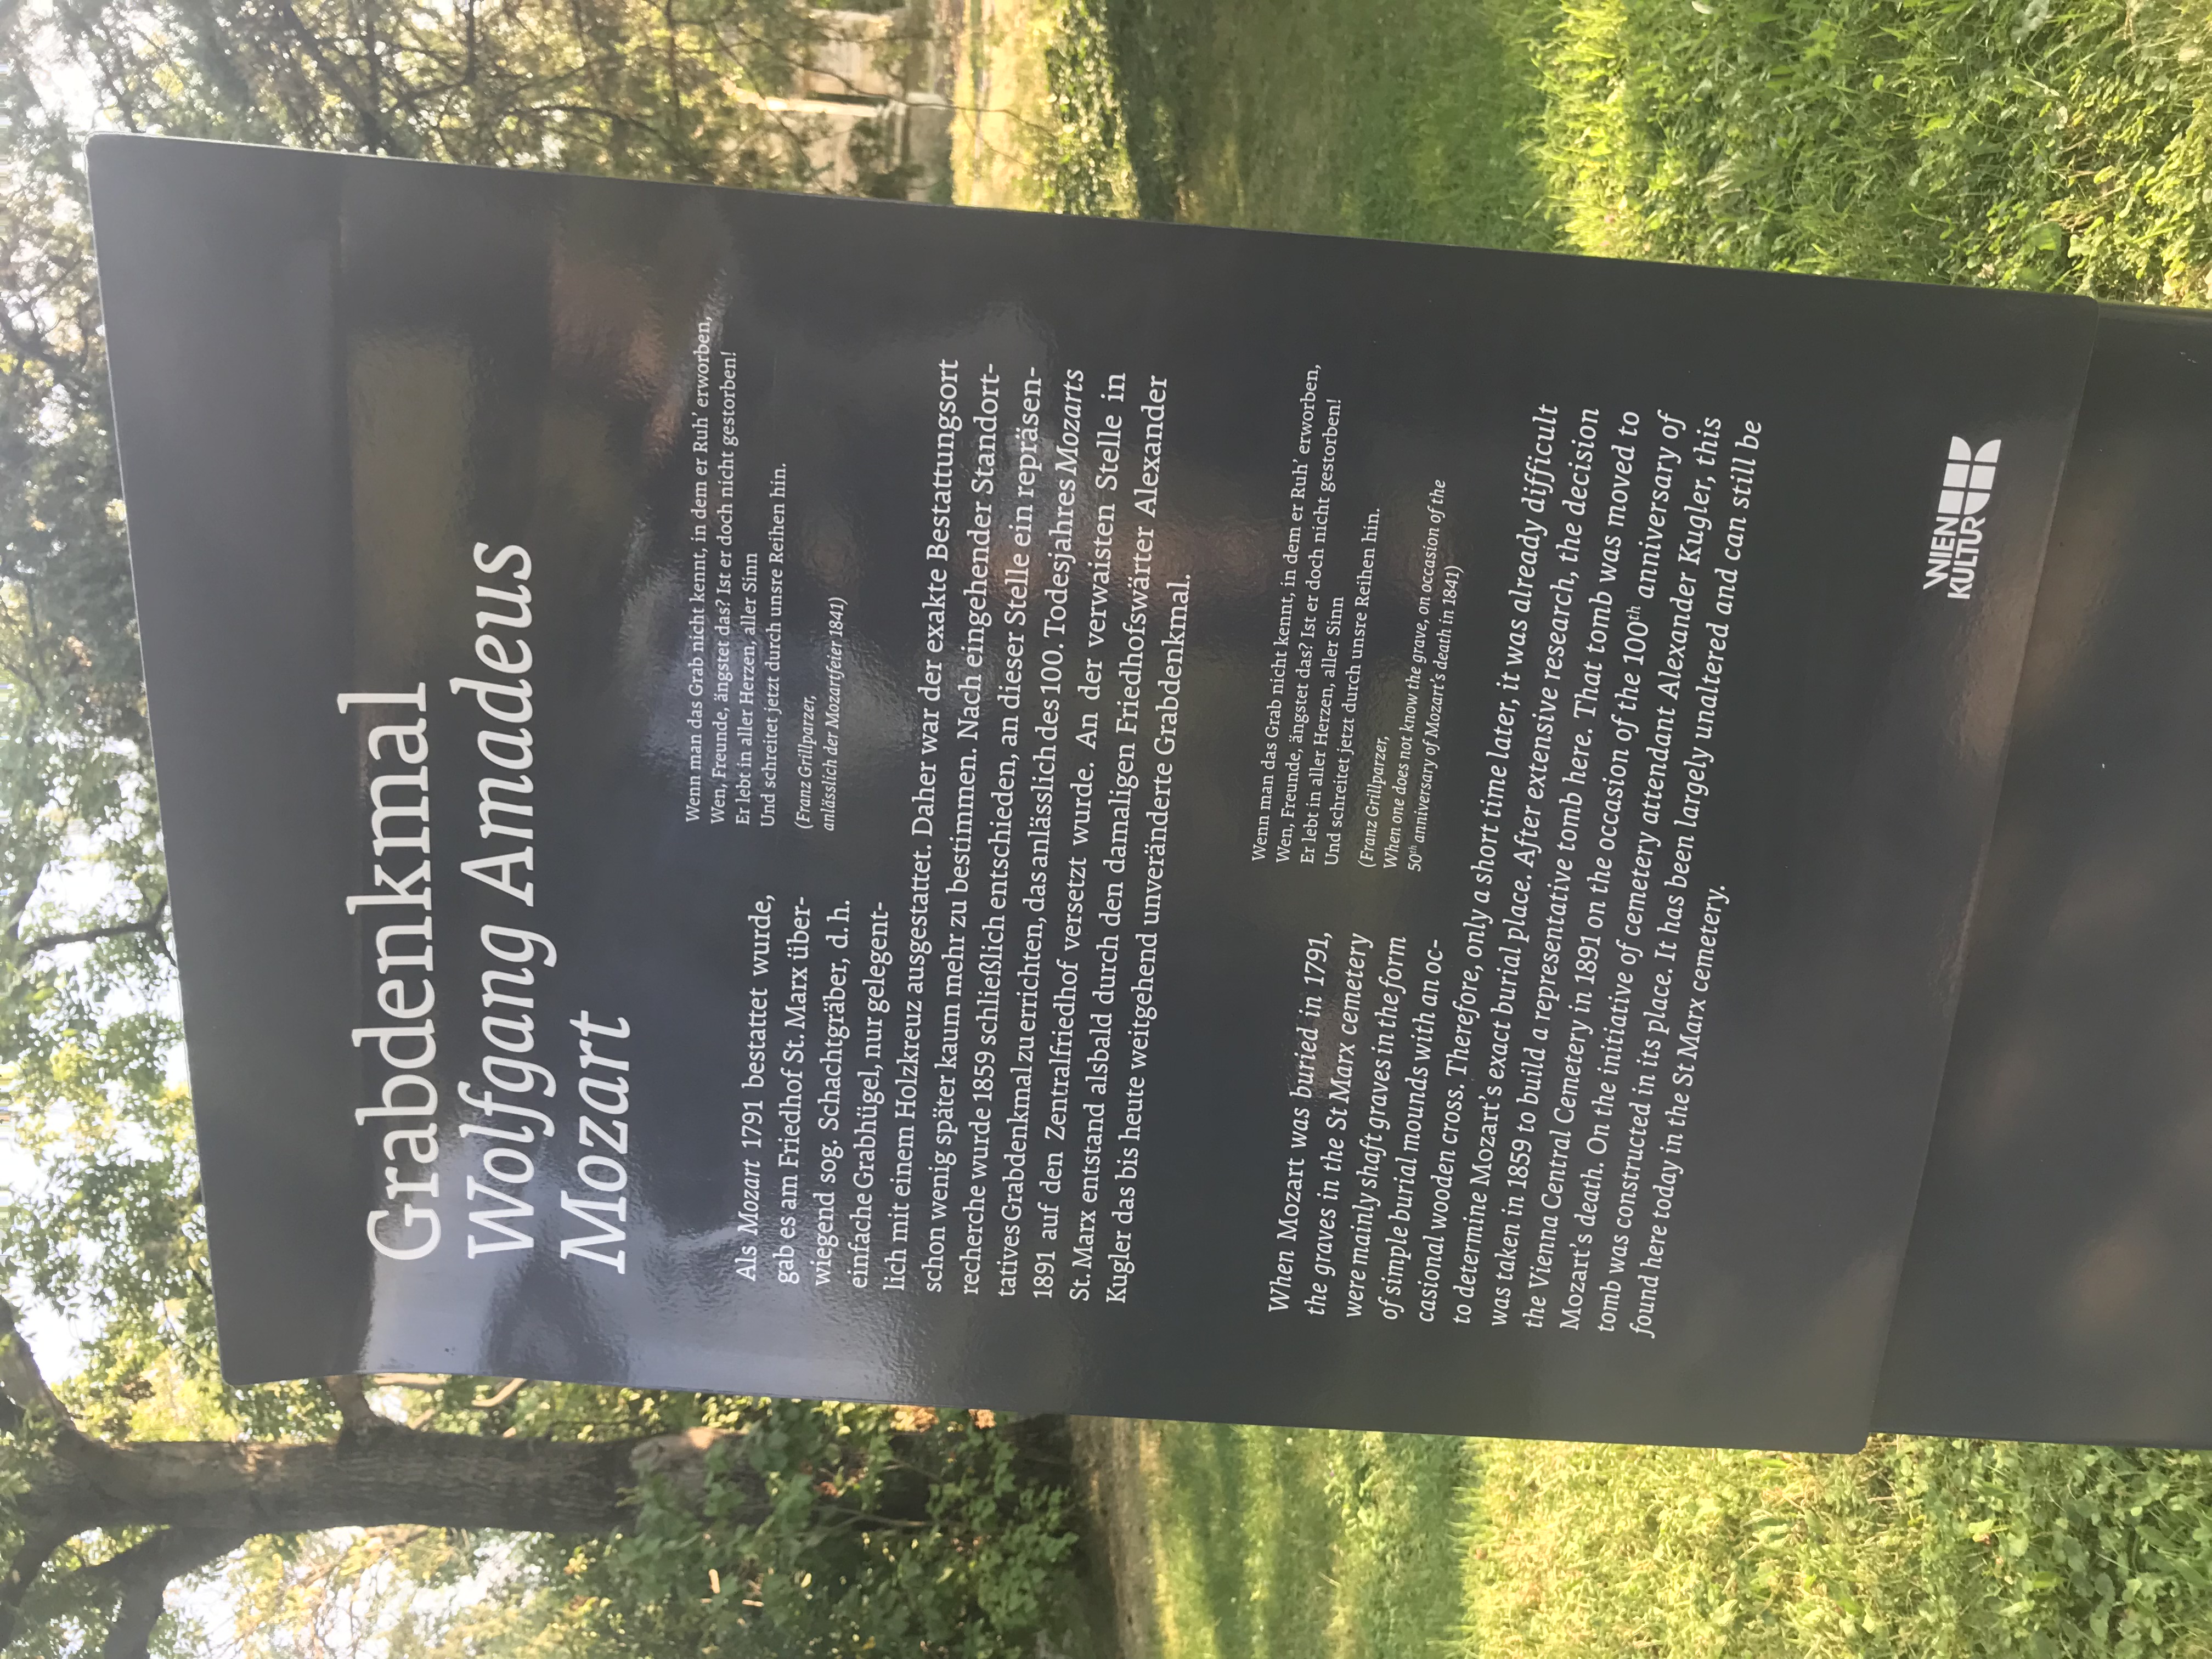 Grabdenkmal
Wolfgang Amadeus
Mozart
Wenn man das Grab nicht kennt, in dem er Ruh’ erworben,
Wen, Freunde, ängstet das? Ist er doch nicht gestorben!
Er lebt in aller Herzen, aller Sinn
Und schreitet jetzt durch unsre Reihen hin.
(Franz Grillparzer,
anlässlich der Mozartfeier 1841)
Als Mozart 1791 bestattet wurde,
gab es am Friedhof St. Marx über-
wiegend sog. Schachtgräber, d. h.
einfache Grabhügel, nur gelegent-
lich mit einem Holzkreuz ausgestattet. Daher war der exakte Bestattungsort
schon wenig später kaum mehr zu bestimmen. Nach eingehender Standort-
recherche wurde 1859 schließlich entschieden, an dieser Stelle ein repräsen-
tatives Grabdenkmal zu errichten, das anlässlich des 100. Todesjahres Mozarts
1891 auf den Zentralfriedhof versetzt wurde. An der verwaisten Stelle in
St. Marx entstand alsbald durch den damaligen Friedhofswärter Alexander
Kugler das bis heute weitgehend unveränderte Grabdenkmal.
Wenn man das Grab nicht kennt, in dem er Ruh’ erworben,
Wen, Freunde, ängstet das? Ist er doch nicht gestorben!
Er lebt in aller Herzen, aller Sinn
Und schreitet jetzt durch unsre Reihen hin.
(Franz Grillparzer,
When one does not know the grave, on occasion of the
50th anniversary of Mozart’s death in 1841)
When Mozart was buried in 1791,
the graves in the St Marx cemetery
were mainly shaft graves in the form
of simple burial mounds with an oc-
casional wooden cross. Therefore, only a short time later, it was already difficult
to determine Mozart’s exact burial place. After extensive research, the decision
was taken in 1859 to build a representative tomb here. That tomb was moved to
the Vienna Central Cemetery in 1891 on the occasion of the 100th anniversary of
Mozart’s death. On the initiative of cemetery attendant Alexander Kugler, this
tomb was constructed in its place. It has been largely unaltered and can still be
found here today in the St Marx cemetery.
WIEN
KULTUR